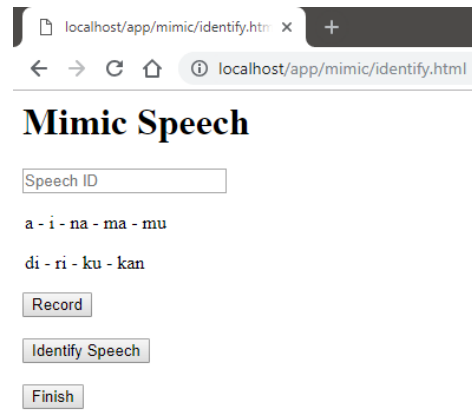 localhost/app/mimic/identify.htm
localhost/app/mimic/identify.html
Mimic Speech
Speech ID
a - i - na - ma - mu
di - ri - ku - kan
Record
Identify Speech
Finish